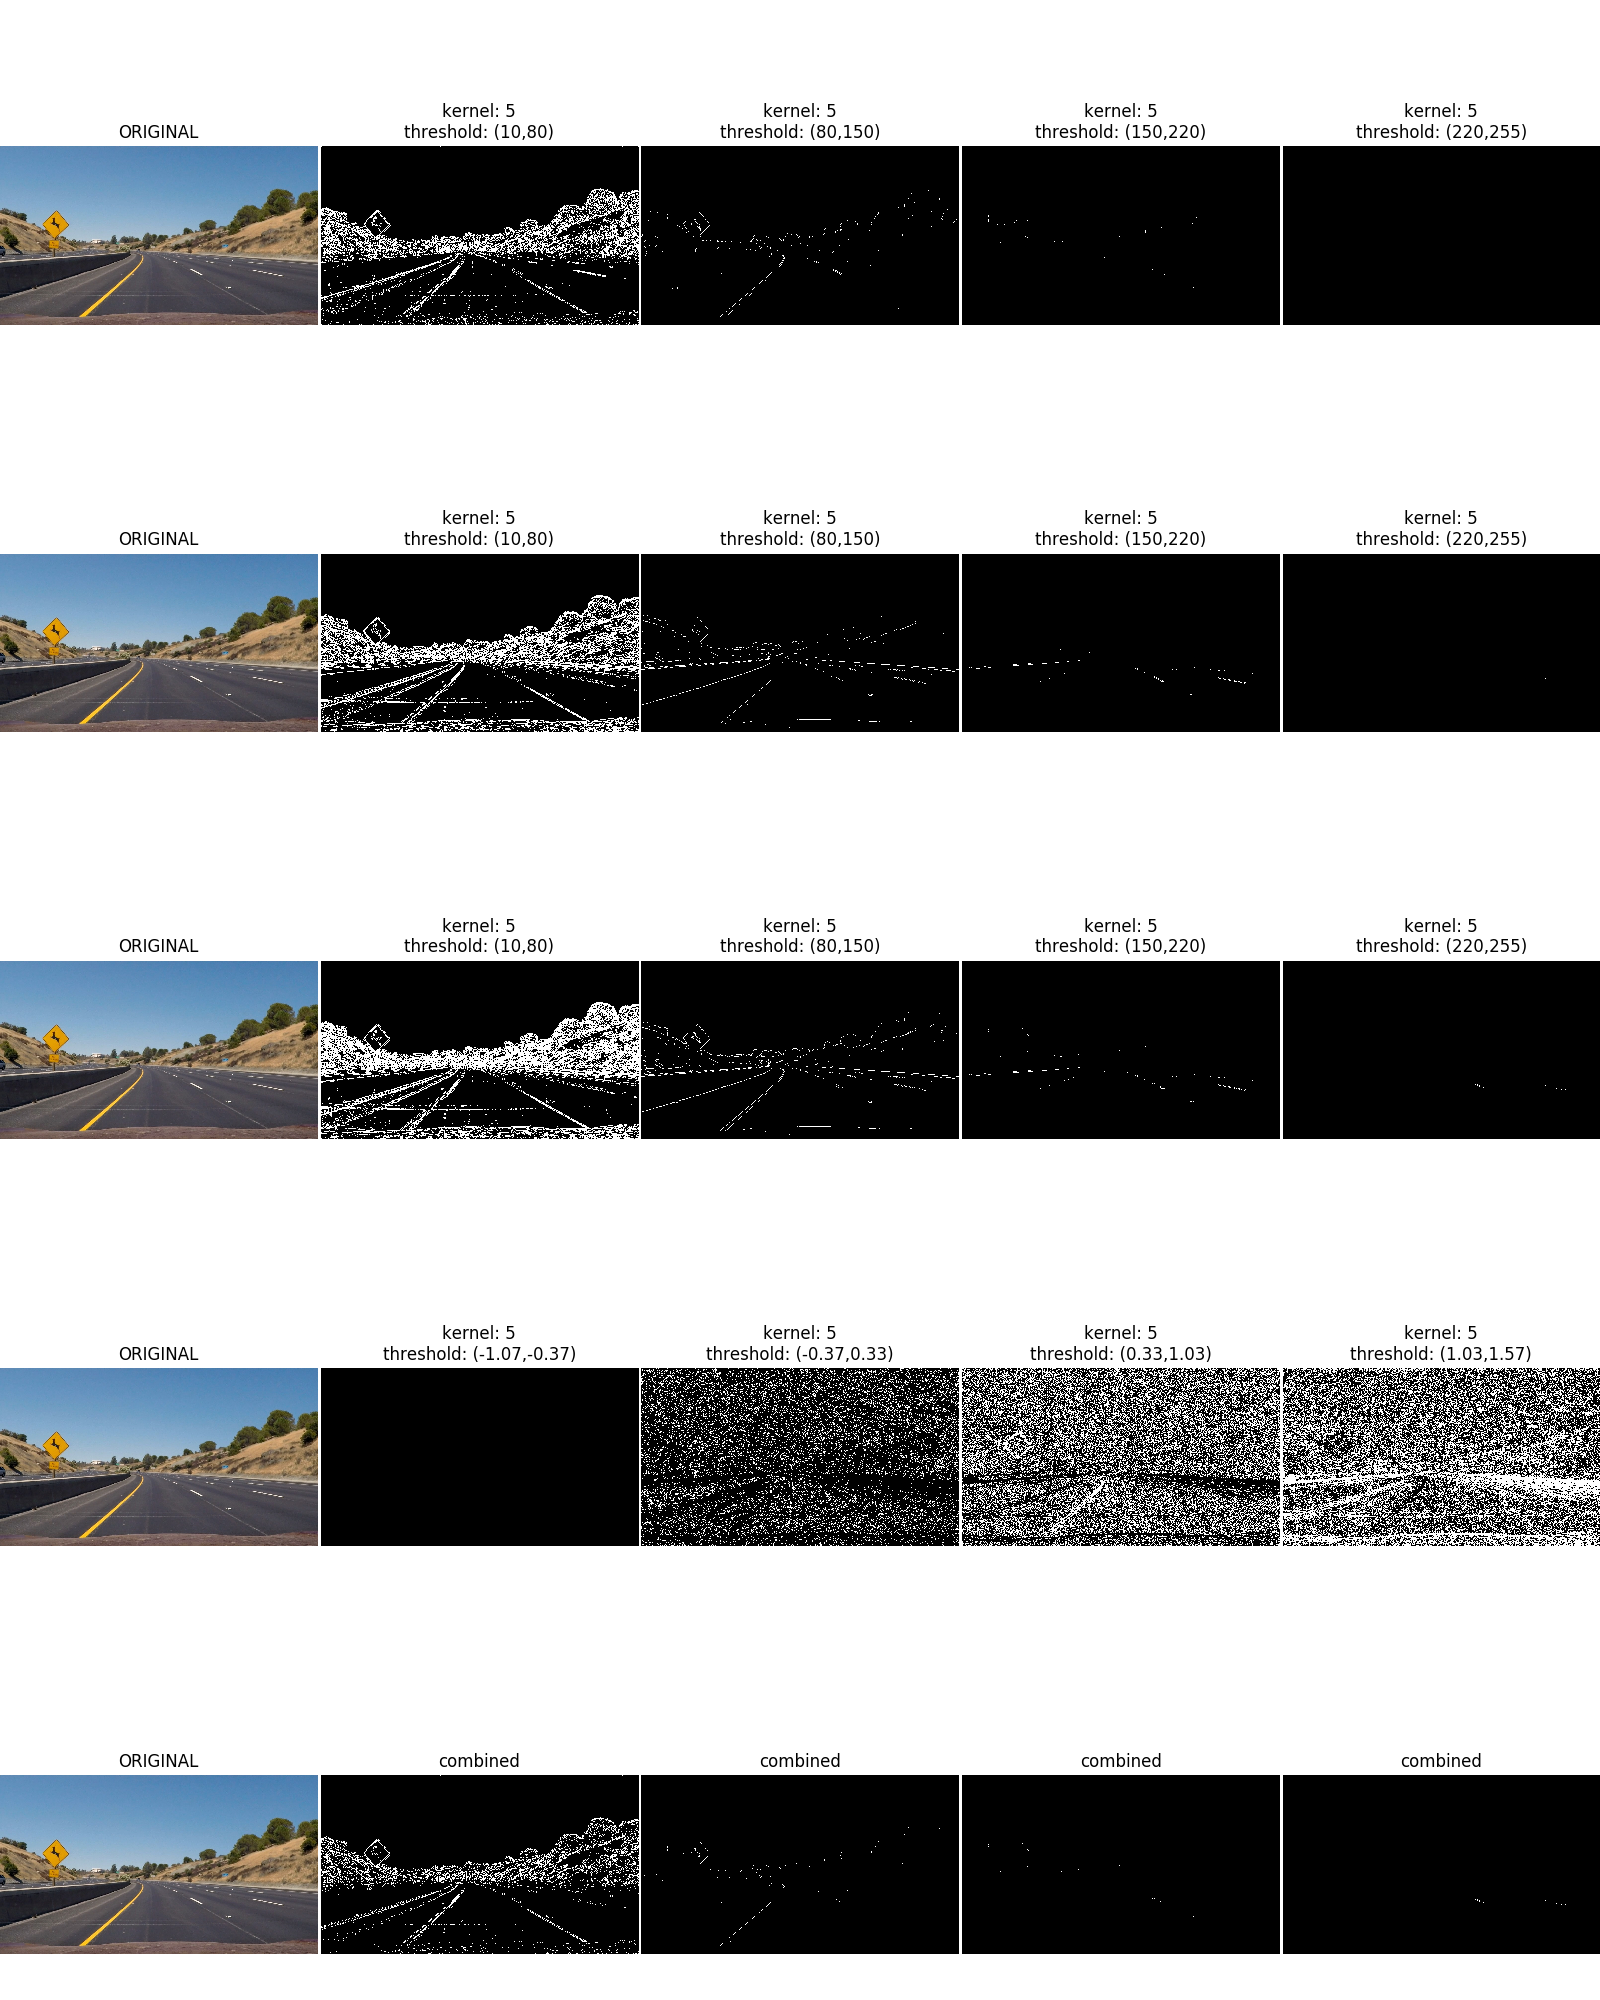 kernel: 5
kernel: 5
kernel: 5
kernel: 5
ORIGINAL
threshold: (10,80)
threshold: (80,150)
threshold: (150,220)
threshold: (220,255)
kernel: 5
kernel: 5
kernel: 5
kernel: 5
ORIGINAL
threshold: (10,80)
threshold: (80,150)
threshold: (150,220)
threshold: (220,255)
kernel: 5
kernel: 5
kernel: 5
kernel: 5
ORIGINAL
threshold: (10,80)
threshold: (80,150)
threshold: (150,220)
threshold: (220,255)
kernel: 5
kernel: 5
kernel: 5
kernel: 5
ORIGINAL
threshold: (-1.07,-0.37)
threshold: (-0.37,0.33)
threshold: (0.33,1.03)
threshold: (1.03,1.57)
ORIGINAL
combined
combined
combined
combined